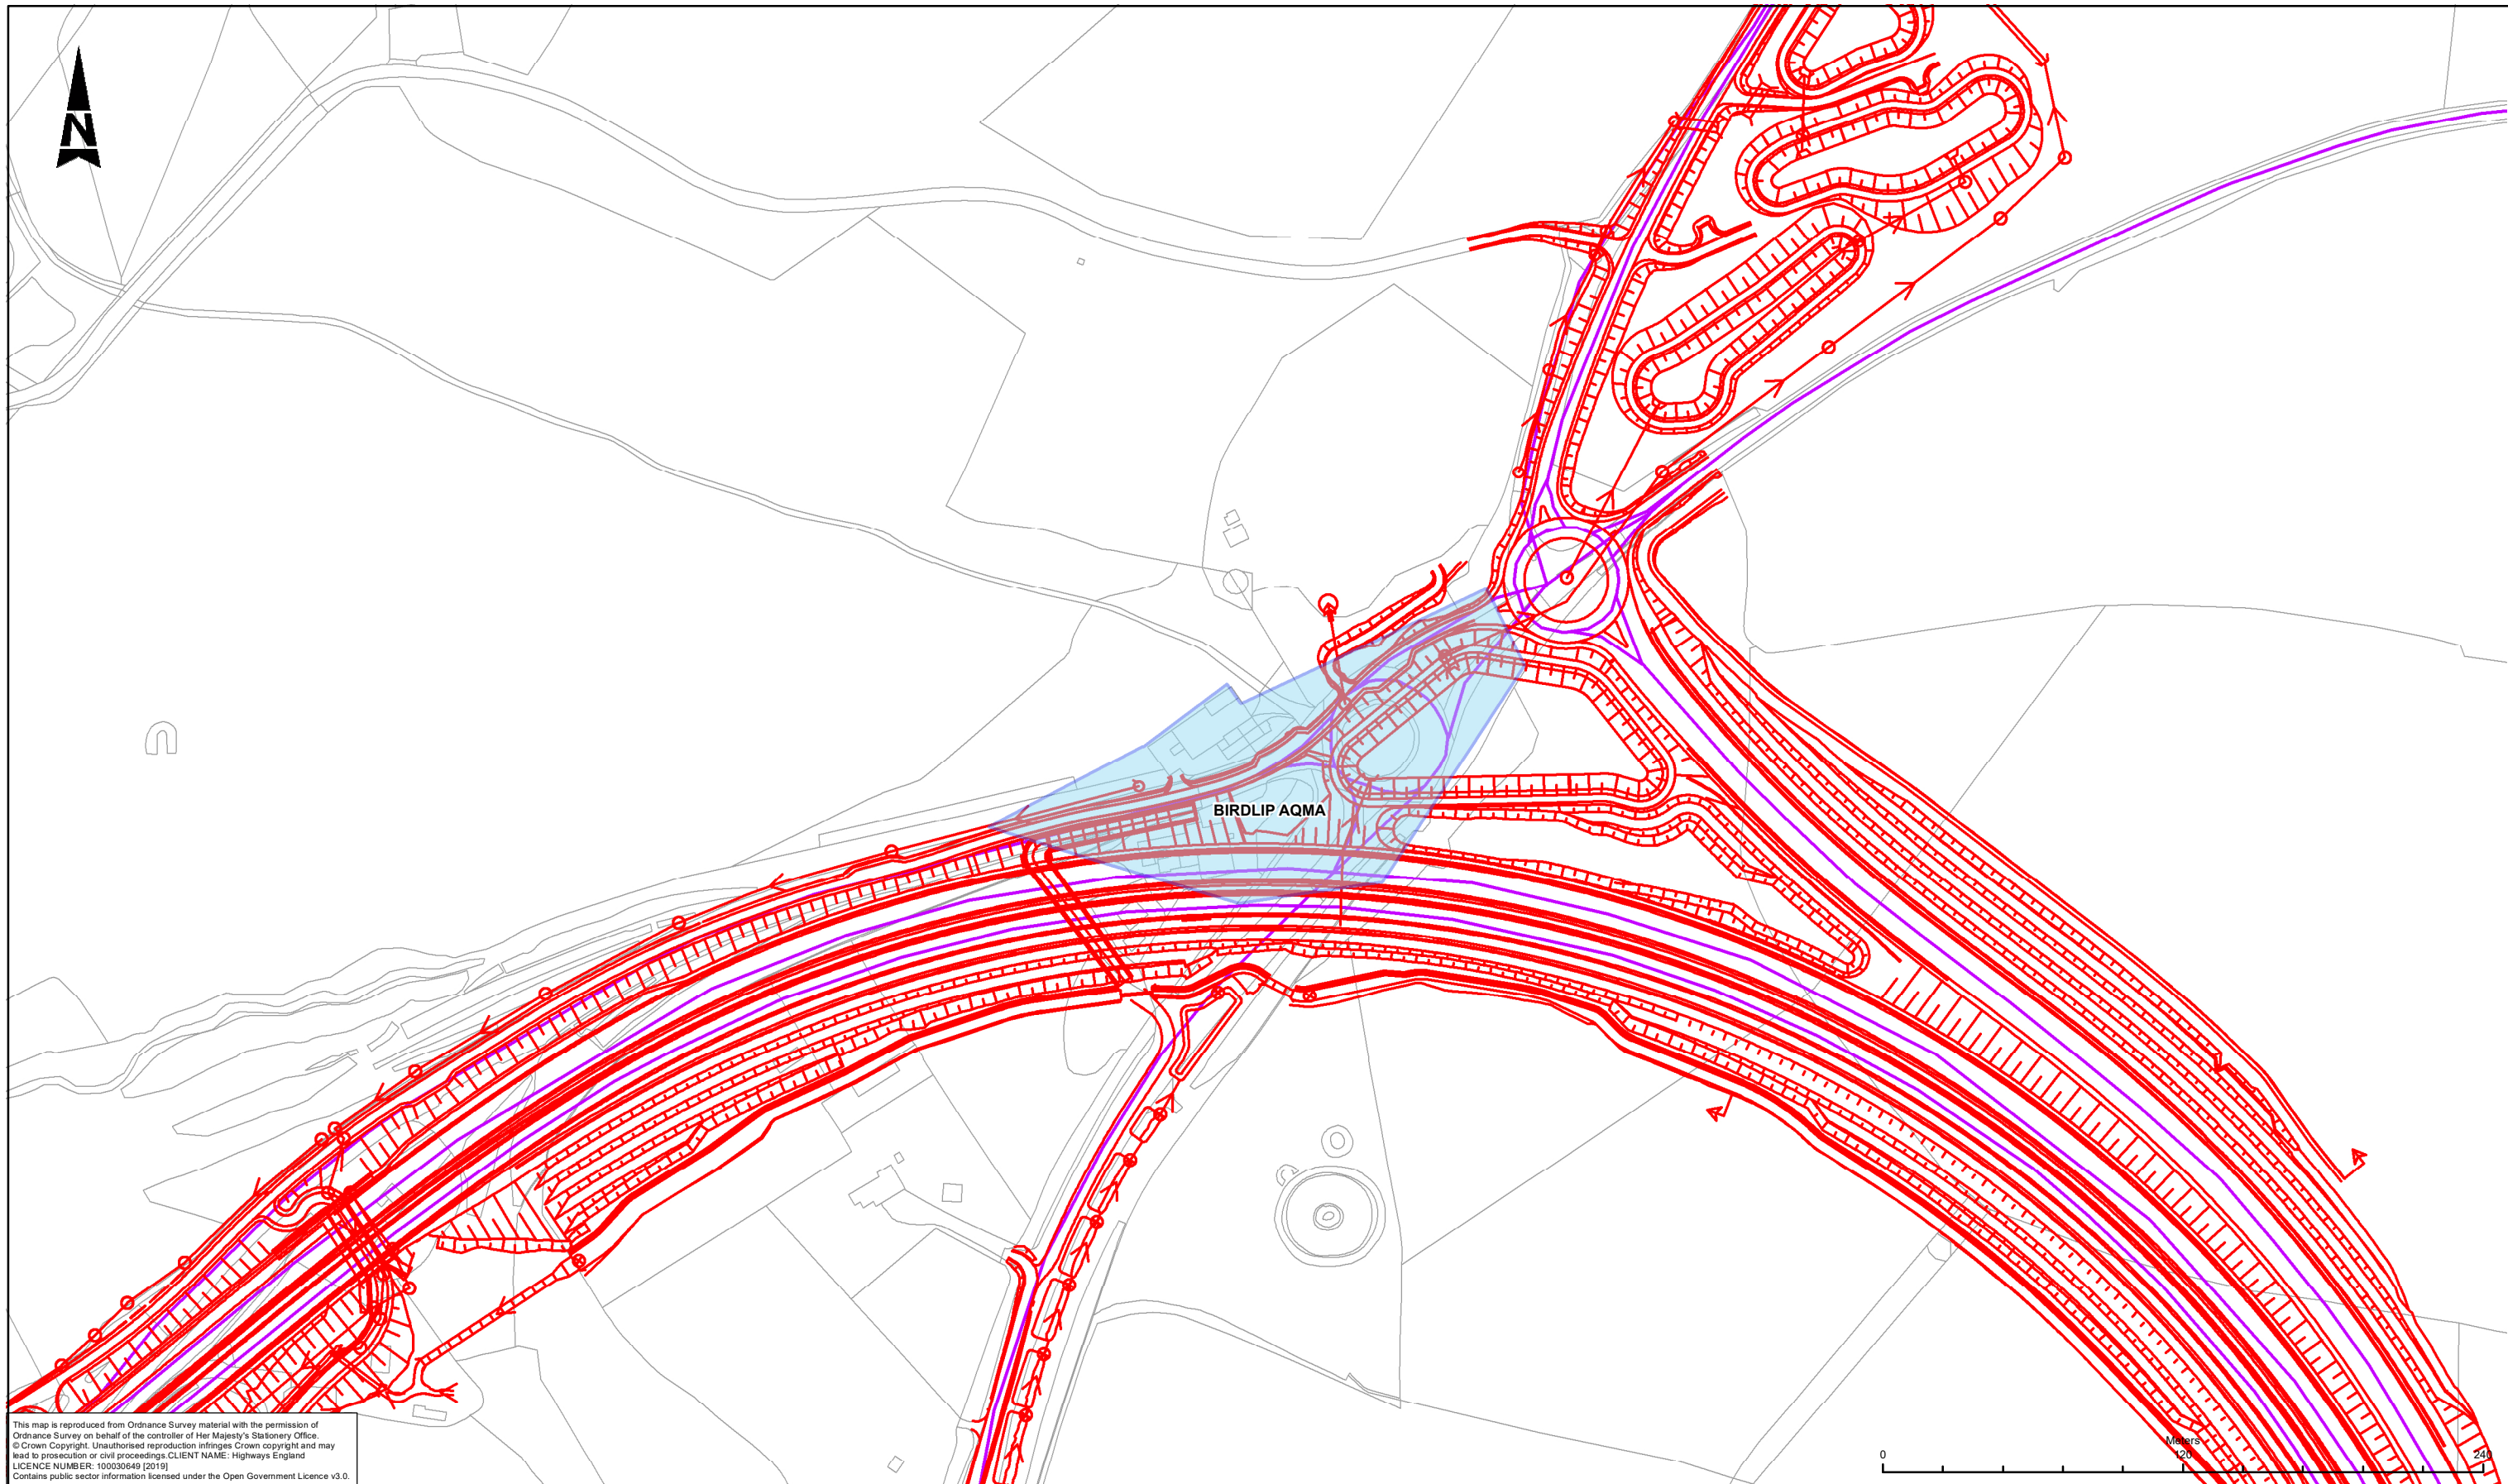 N
BIRDLIP AQMA
This map is reproduced from Ordnance Survey material with the permission of
Ordnance Survey on behalf of the controller of Her Majesty's Stationery Office.
© Crown Copyright. Unauthorised reproduction infringes Crown copyright and may
lead to prosecution or civil proceedings.CLIENT NAME: Highways England
LICENCE NUMBER: 100030649 [2019]
Contains public sector information licensed under the Open Government Licence v3.0.
Meters
0 120 240